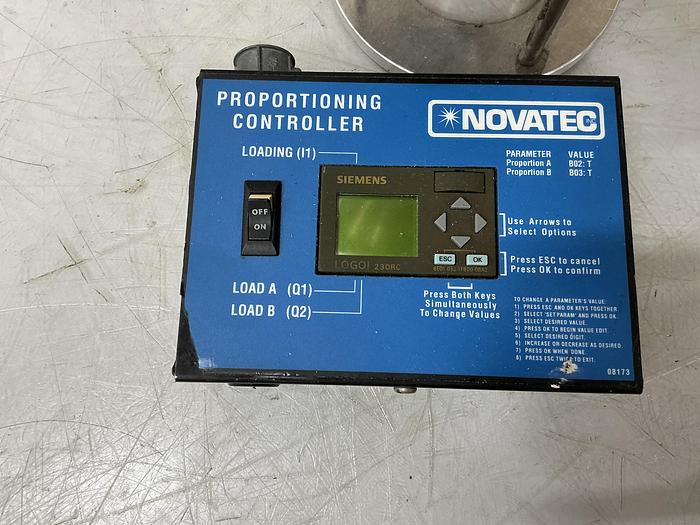 PROPORTIONING
CONTROLLER
NOVATEC INC
LOADING (I1)
PARAMETER VALUE
Proportion A B02: T
Proportion B B03: T
SIEMENS
OFF
ON
Use Arrows to
Select Options
ESC OK
LOGO! 230RC
Press ESC to cancel
Press OK to confirm
LOAD A (Q1)
LOAD B (Q2)
Press Both Keys
Simultaneously
To Change Values
TO CHANGE A PARAMETER'S VALUE:
1) PRESS ESC AND OK KEYS TOGETHER.
2) SELECT 'SET PARAM' AND PRESS OK.
3) SELECT DESIRED VALUE.
4) PRESS OK TO BEGIN VALUE EDIT.
5) SELECT DESIRED DIGIT.
6) INCREASE OR DECREASE AS DESIRED.
7) PRESS OK WHEN DONE.
8) PRESS ESC TWICE TO EXIT.
08173